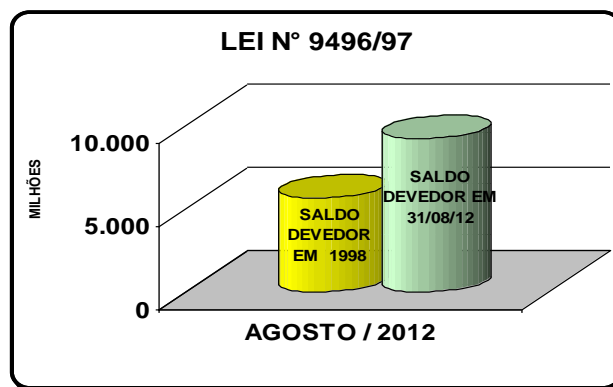 LEI N° 9496/97
10.000
5.000
0
MILHÕES
SALDO
DEVEDOR
EM 1998
SALDO
DEVEDOR EM
31/08/12
AGOSTO / 2012